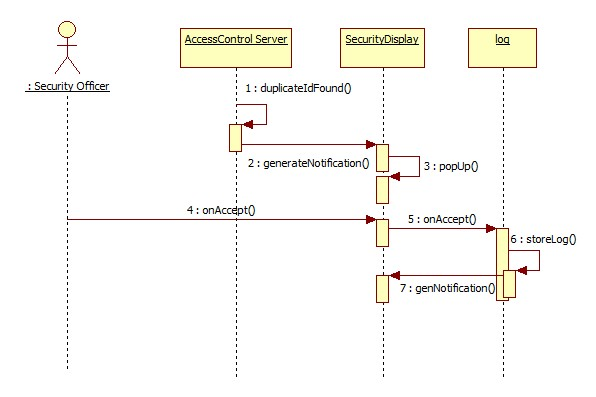 AccessControl Server
SecurityDisplay
log
: Security Officer
1 : duplicateIdFound()
2 : generateNotification()
3 : popUp()
4 : onAccept()
5 : onAccept()
6 : storeLog()
7 : genNotification()